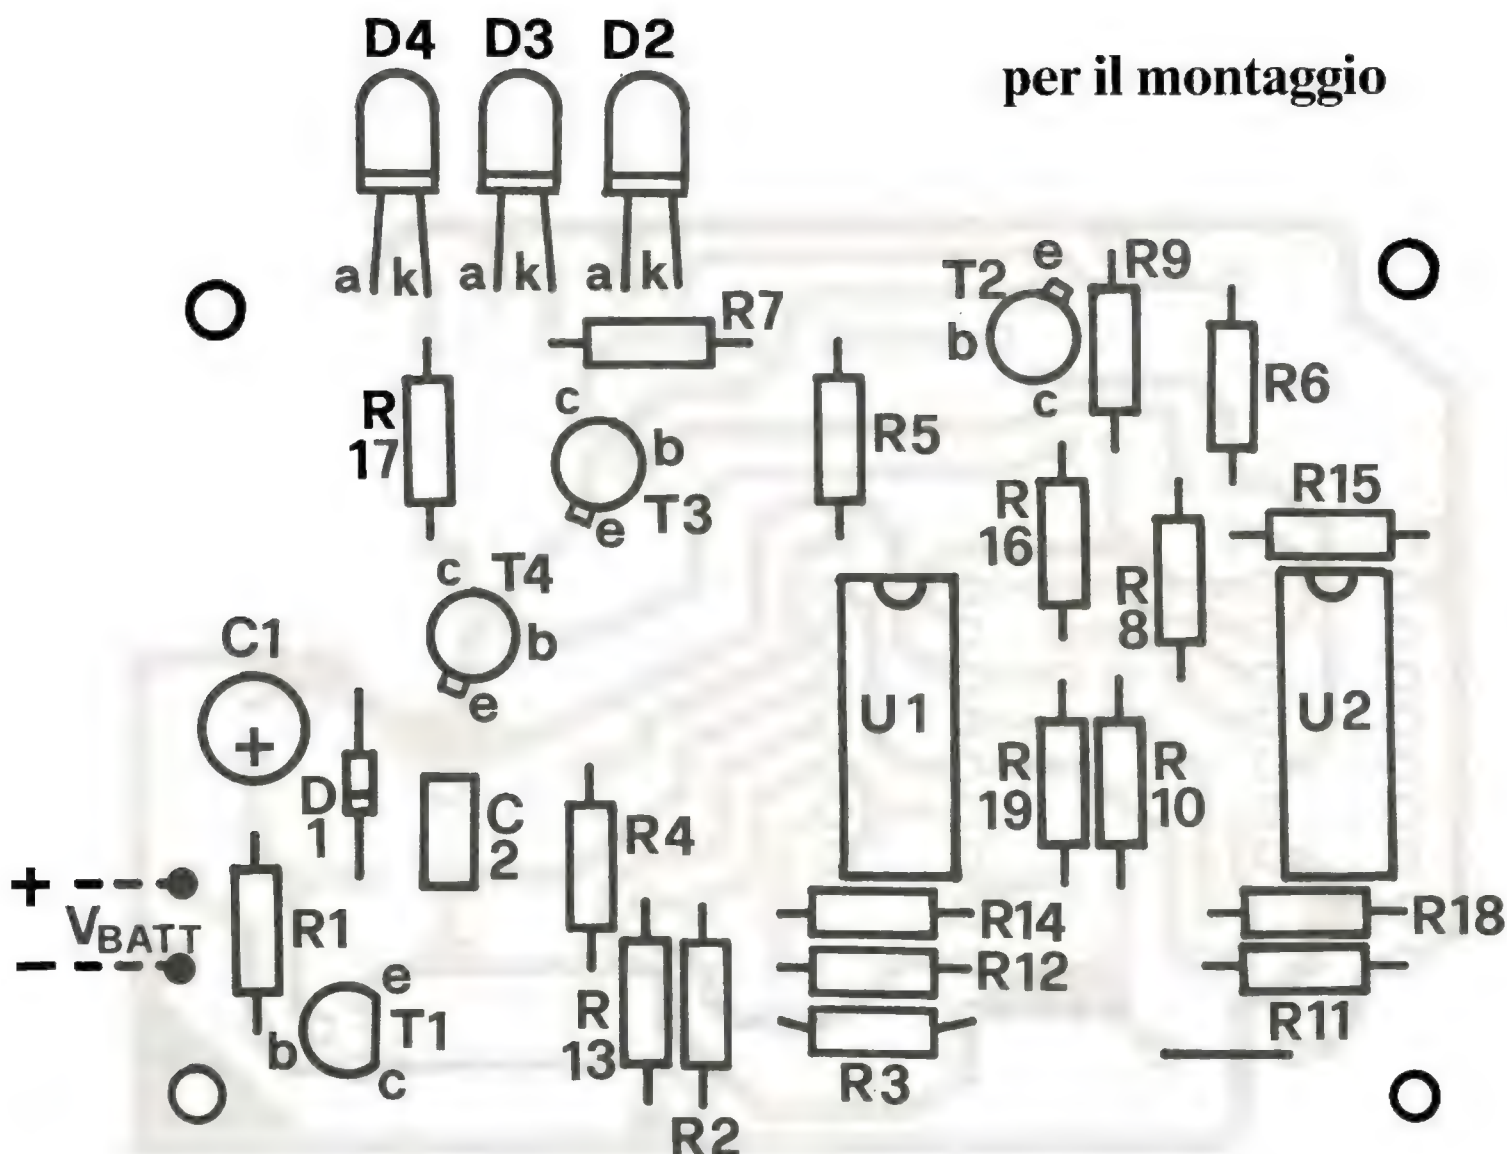 D4 D3 D2
per il montaggio
a k a k a k
e
T2
R9
b
c
R7
R6
R
17
c
b
T3
e
R5
R15
R
16
R
8
c T4
b
e
C1
+
U1
U2
D
1
C
2
R4
R
19
R
10
+
VBATT
−
R1
R14
R12
R3
R18
R11
e
T1
b
c
R
13
R2